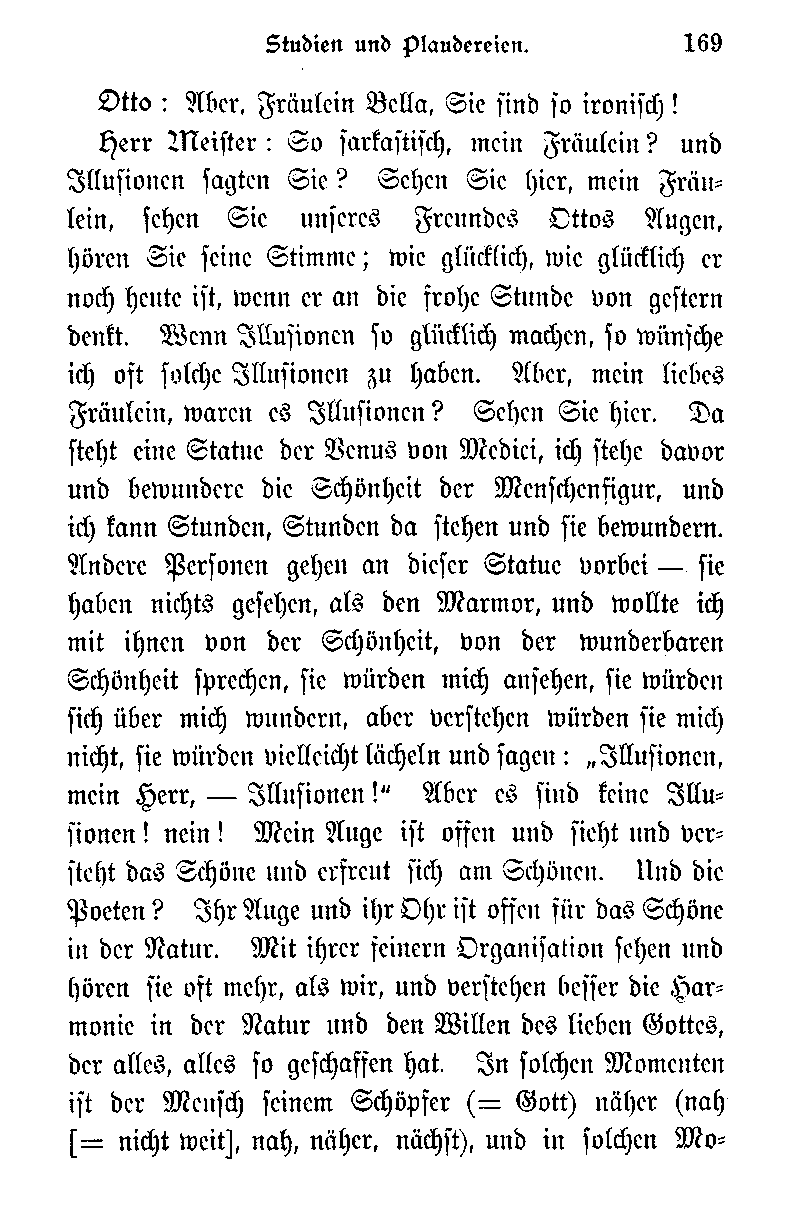 Studien und Plaudereien. 169
Otto : Aber, Fräulein Bella, Sie sind so ironisch !
Herr Meister : So sarkastisch, mein Fräulein ? und
Illusionen sagten Sie ? Sehen Sie hier, mein Fräu-
lein, sehen Sie unseres Freundes Ottos Augen,
hören Sie seine Stimme ; wie glücklich, wie glücklich er
noch heute ist, wenn er an die frohe Stunde von gestern
denkt. Wenn Illusionen so glücklich machen, so wünsche
ich oft solche Illusionen zu haben. Aber, mein liebes
Fräulein, waren es Illusionen ? Sehen Sie hier. Da
steht eine Statue der Venus von Medici, ich stehe davor
und bewundere die Schönheit der Menschenfigur, und
ich kann Stunden, Stunden da stehen und sie bewundern.
Andere Personen gehen an dieser Statue vorbei — sie
haben nichts gesehen, als den Marmor, und wollte ich
mit ihnen von der Schönheit, von der wunderbaren
Schönheit sprechen, sie würden mich ansehen, sie würden
sich über mich wundern, aber verstehen würden sie mich
nicht, sie würden vielleicht lächeln und sagen : „Illusionen,
mein Herr, — Illusionen !“ Aber es sind keine Illu-
sionen ! nein ! Mein Auge ist offen und sieht und ver-
steht das Schöne und erfreut sich am Schönen. Und die
Poeten ? Ihr Auge und ihr Ohr ist offen für das Schöne
in der Natur. Mit ihrer feinern Organisation sehen und
hören sie oft mehr, als wir, und verstehen besser die Har-
monie in der Natur und den Willen des lieben Gottes,
der alles, alles so geschaffen hat. In solchen Momenten
ist der Mensch seinem Schöpfer (= Gott) näher (nah
[= nicht weit], nah, näher, nächst), und in solchen Mo-